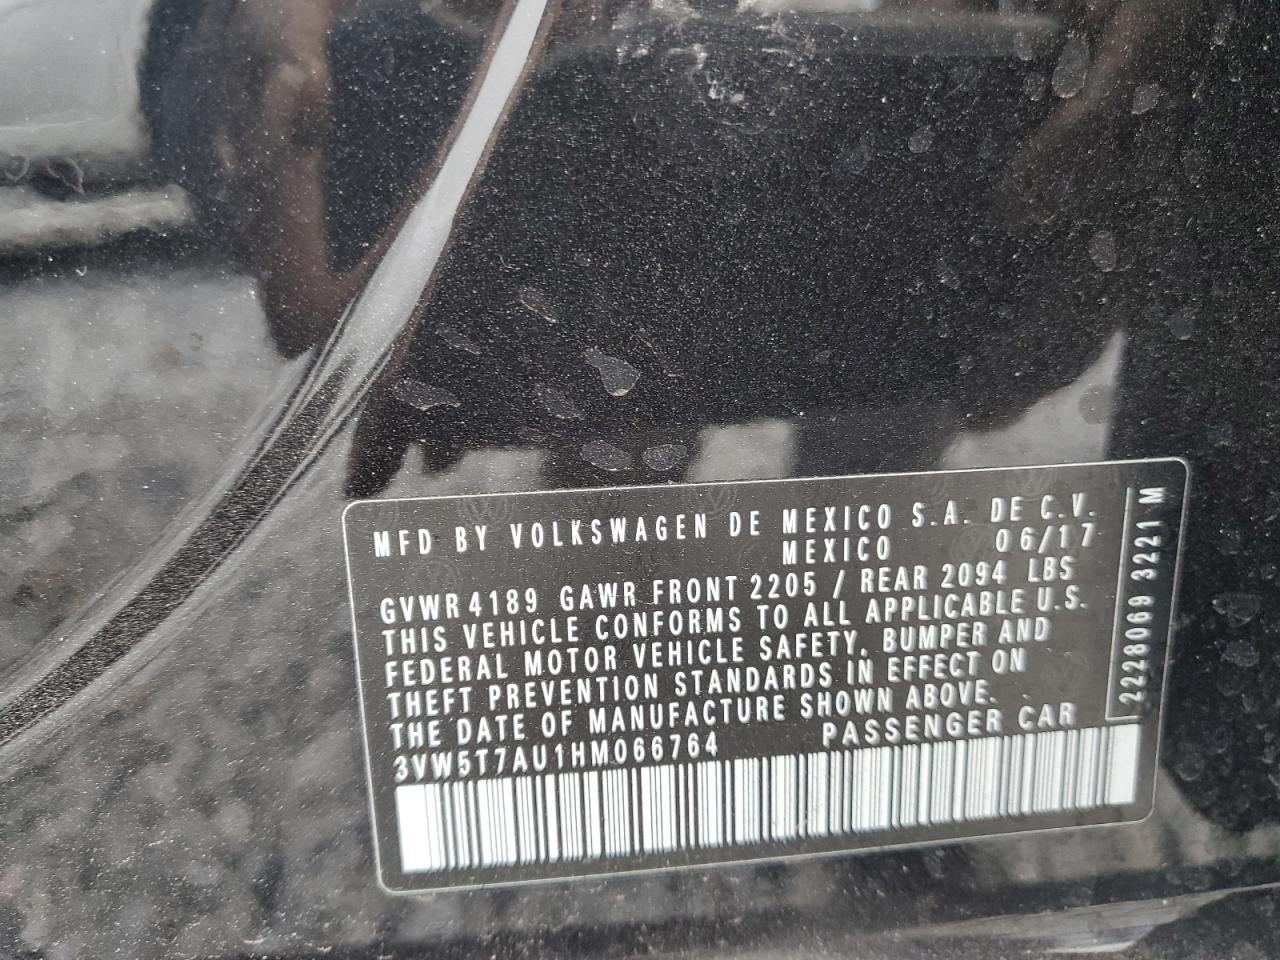 MFD BY VOLKSWAGEN DE MEXICO S.A. DE C.V.
MEXICO 06/17
GVWR 4189 GAWR FRONT 2205 / REAR 2094 LBS
THIS VEHICLE CONFORMS TO ALL APPLICABLE U.S.
FEDERAL MOTOR VEHICLE SAFETY, BUMPER AND
THEFT PREVENTION STANDARDS IN EFFECT ON
THE DATE OF MANUFACTURE SHOWN ABOVE.
3VW5T7AU1HM066764 PASSENGER CAR
2228069 3221 M